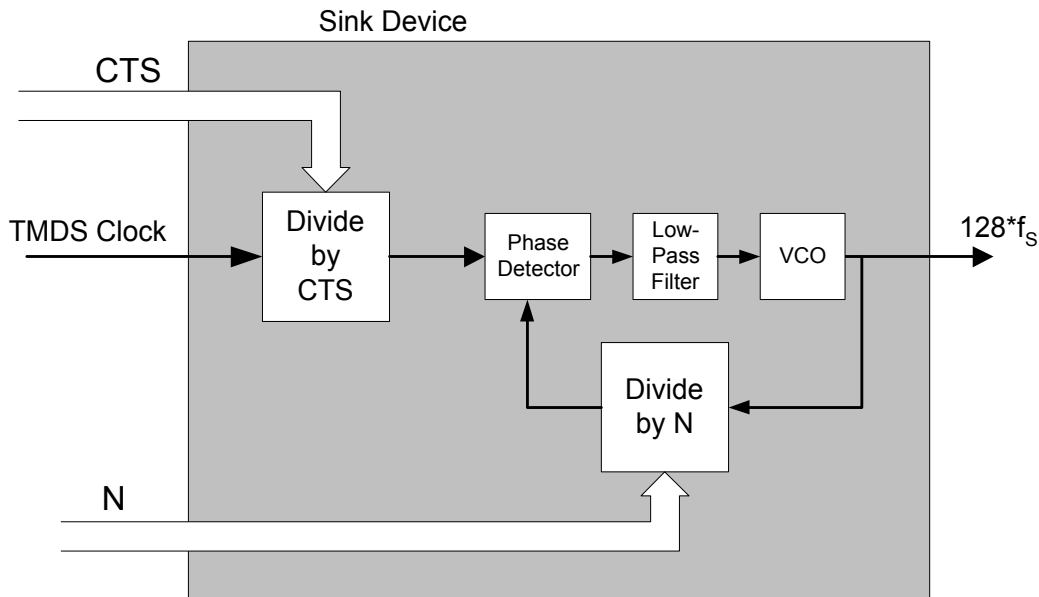 Sink Device
CTS
TMDS Clock
Divide
by
CTS
Phase
Detector
Low-
Pass
Filter
VCO
128*fS
Divide
by N
N